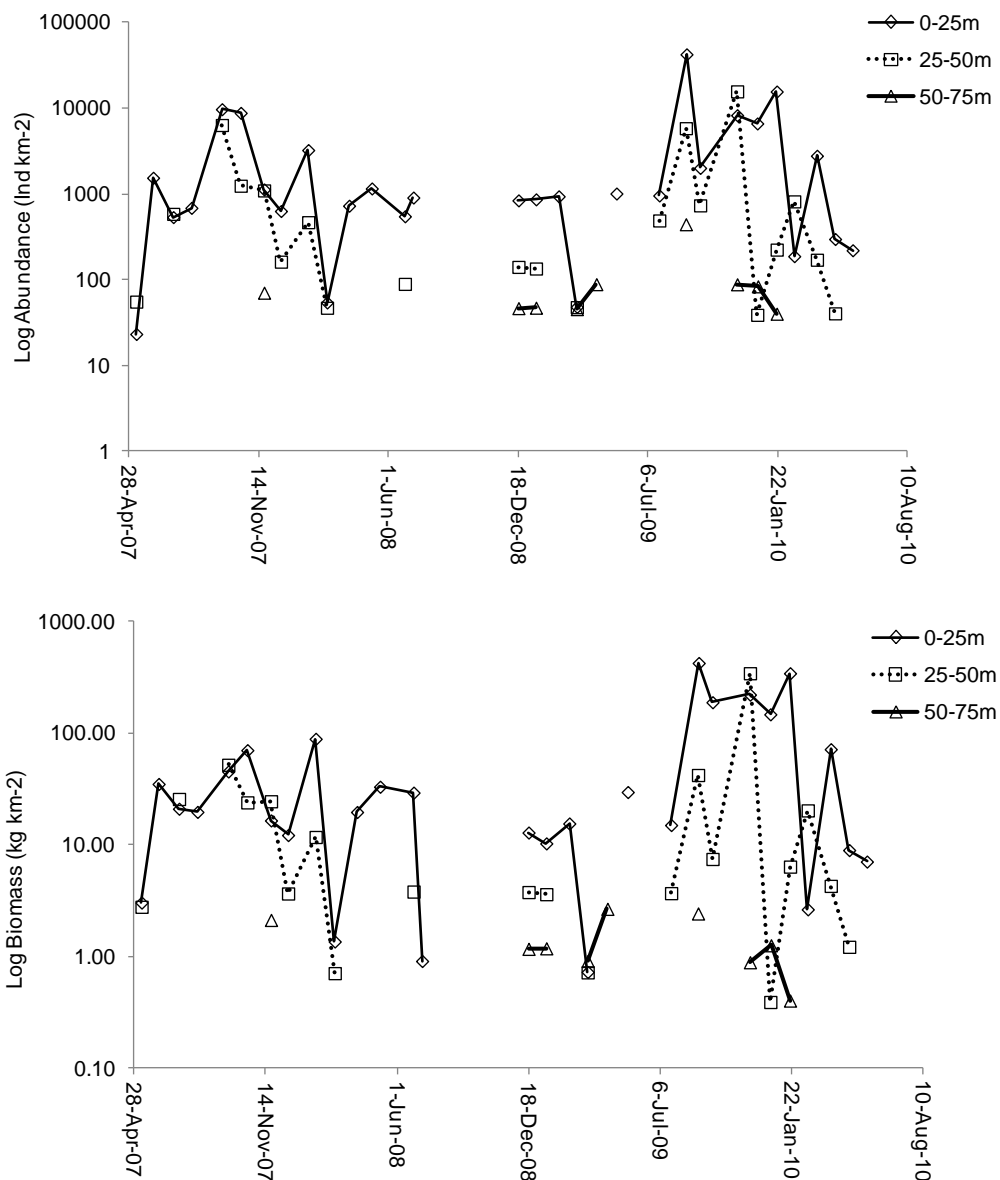 100000
10000
1000
100
10
1
Log Abundance (Ind km-2)
28-Apr-07
14-Nov-07
1-Jun-08
18-Dec-08
6-Jul-09
22-Jan-10
10-Aug-10
0-25m
25-50m
50-75m
1000.00
100.00
10.00
1.00
0.10
Log Biomass (kg km-2)
28-Apr-07
14-Nov-07
1-Jun-08
18-Dec-08
6-Jul-09
22-Jan-10
10-Aug-10
0-25m
25-50m
50-75m